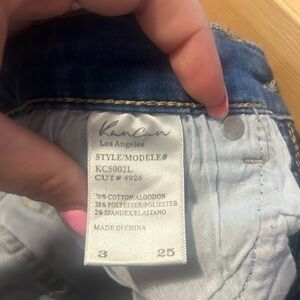 KanCan
Los Angeles
STYLE/MODELE#
KC5002L
CUT# 4926
70% COTTON/ALGODON
28% POLYESTER/POLIESTER
2% SPANDEX/ELASTANO
MADE IN CHINA
3 25